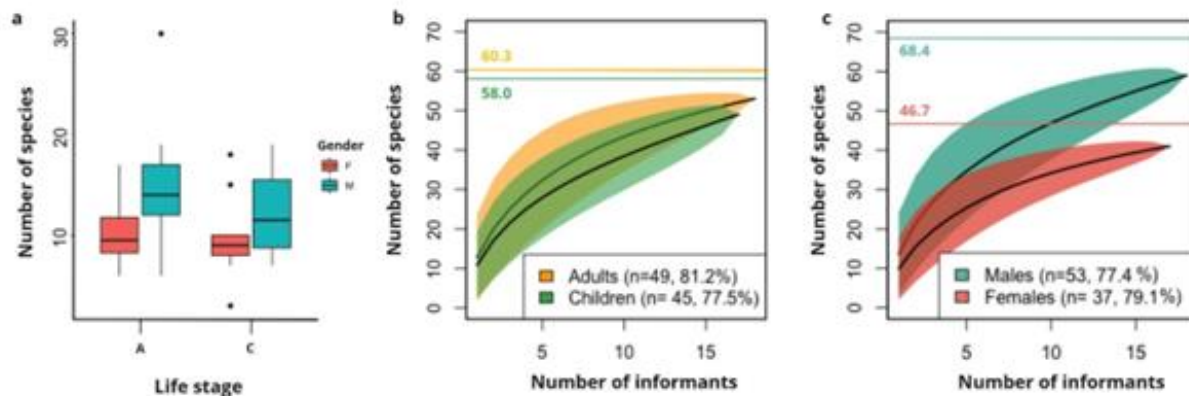 a
Number of species
30
20
10
A
C
Life stage
Gender
F
M
b
Number of species
70
60
50
40
30
20
10
0
60.3
58.0
Adults (n=49, 81.2%)
Children (n= 45, 77.5%)
5
10
15
Number of informants
c
Number of species
70
60
50
40
30
20
10
0
68.4
46.7
Males (n=53, 77.4 %)
Females (n= 37, 79.1%)
5
10
15
Number of informants